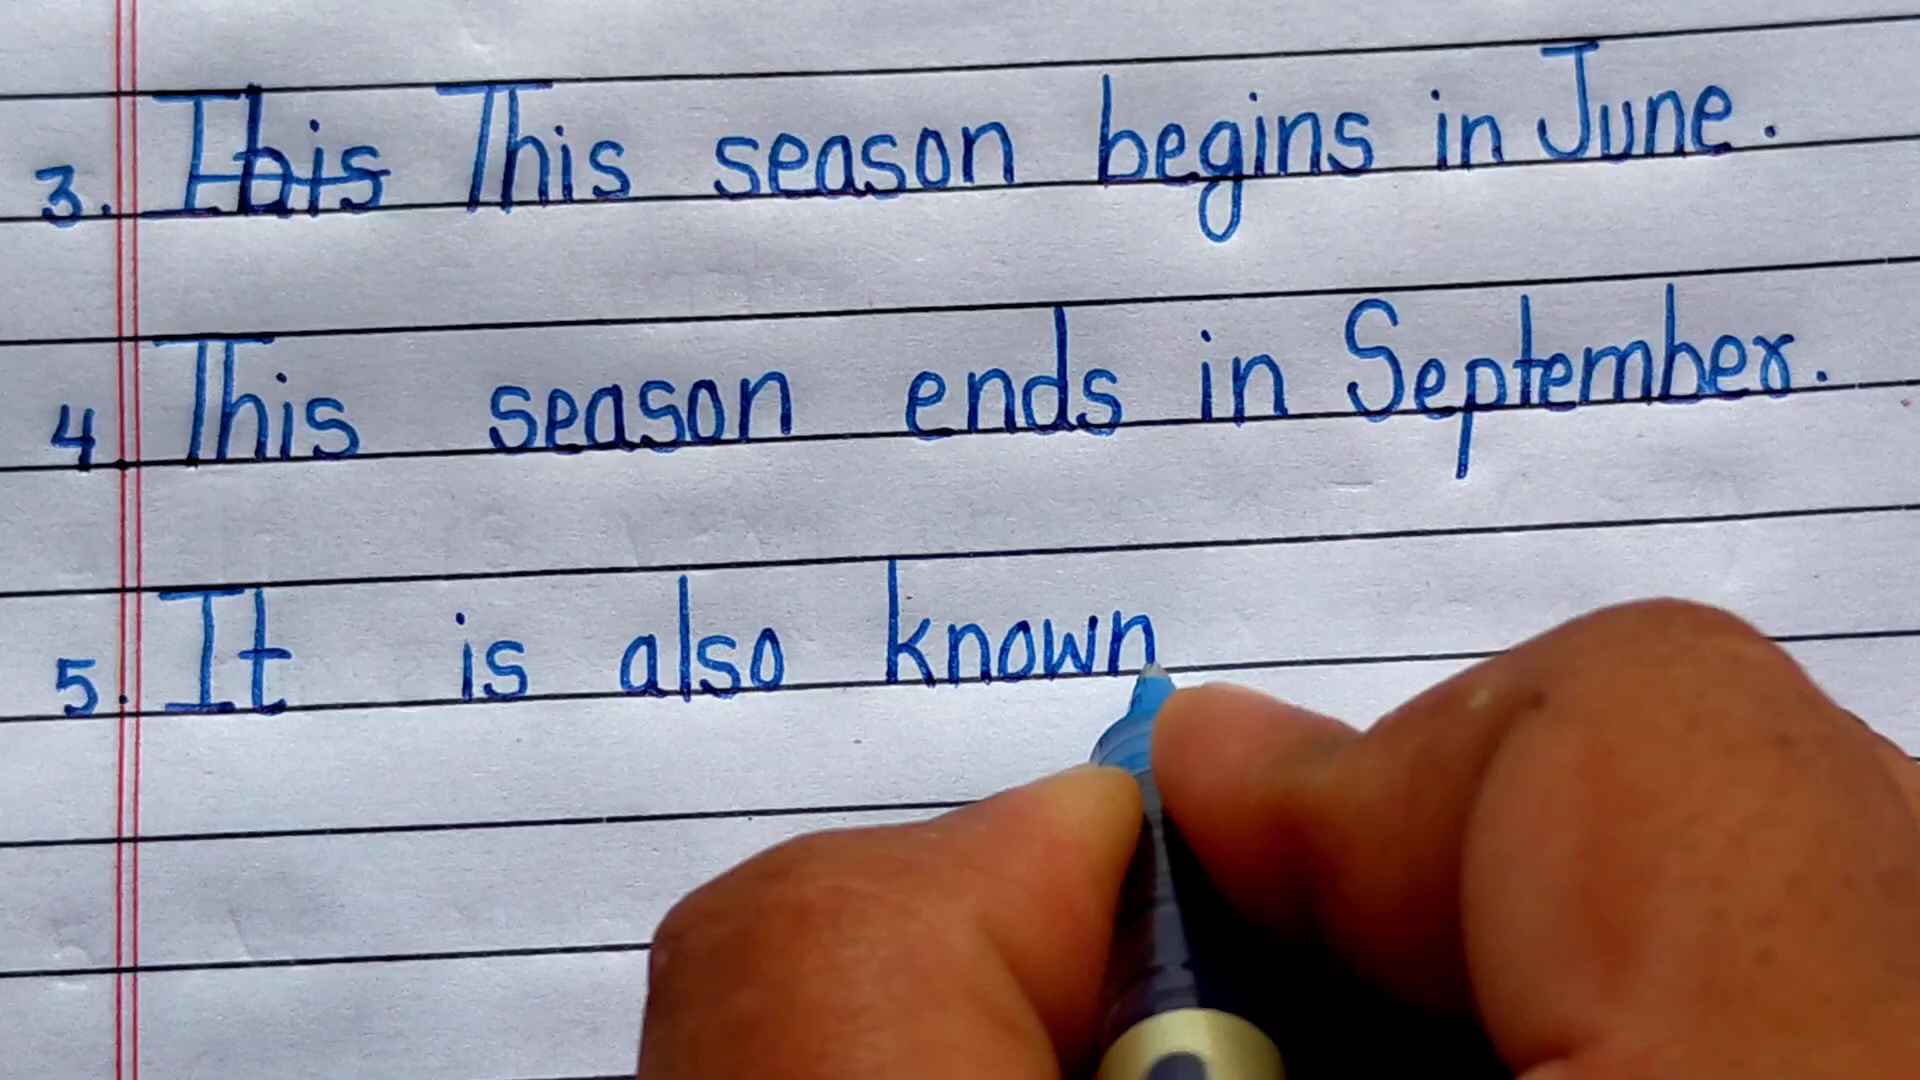 3. This This season begins in June.
4 This season ends in September.
5. It is also known